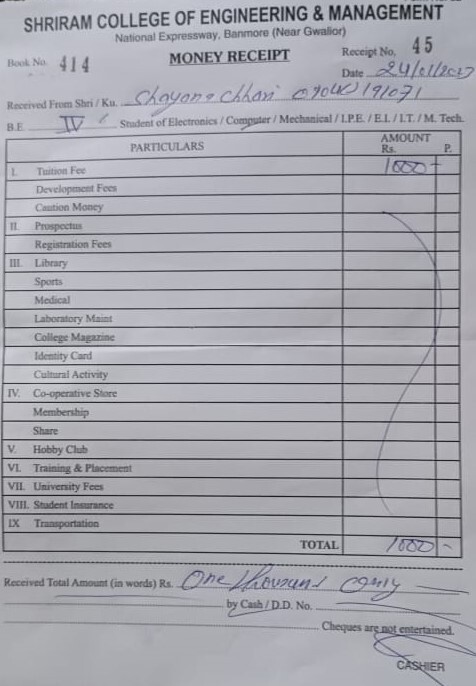 SHRIRAM COLLEGE OF ENGINEERING & MANAGEMENT
National Expressway, Banmore (Near Gwalior)
Book No. 414 MONEY RECEIPT Receipt No. 45
Date 24/01/2023
Received From Shri / Ku. 191071
B.E. IV Student of Electronics / Computer / Mechanical / I.P.E. / E.I. / I.T. / M. Tech.
PARTICULARS AMOUNT
Rs. P.
I. Tuition Fee 1000 -
Development Fees
Caution Money
II. Prospectus
Registration Fees
III. Library
Sports
Medical
Laboratory Maint
College Magazine
Identity Card
Cultural Activity
IV. Co-operative Store
Membership
Share
V. Hobby Club
VI. Training & Placement
VII. University Fees
VIII. Student Insurance
IX Transportation
TOTAL 1000 -
Received Total Amount (in words) Rs. One thousand only
by Cash / D.D. No.
Cheques are not entertained.
CASHIER